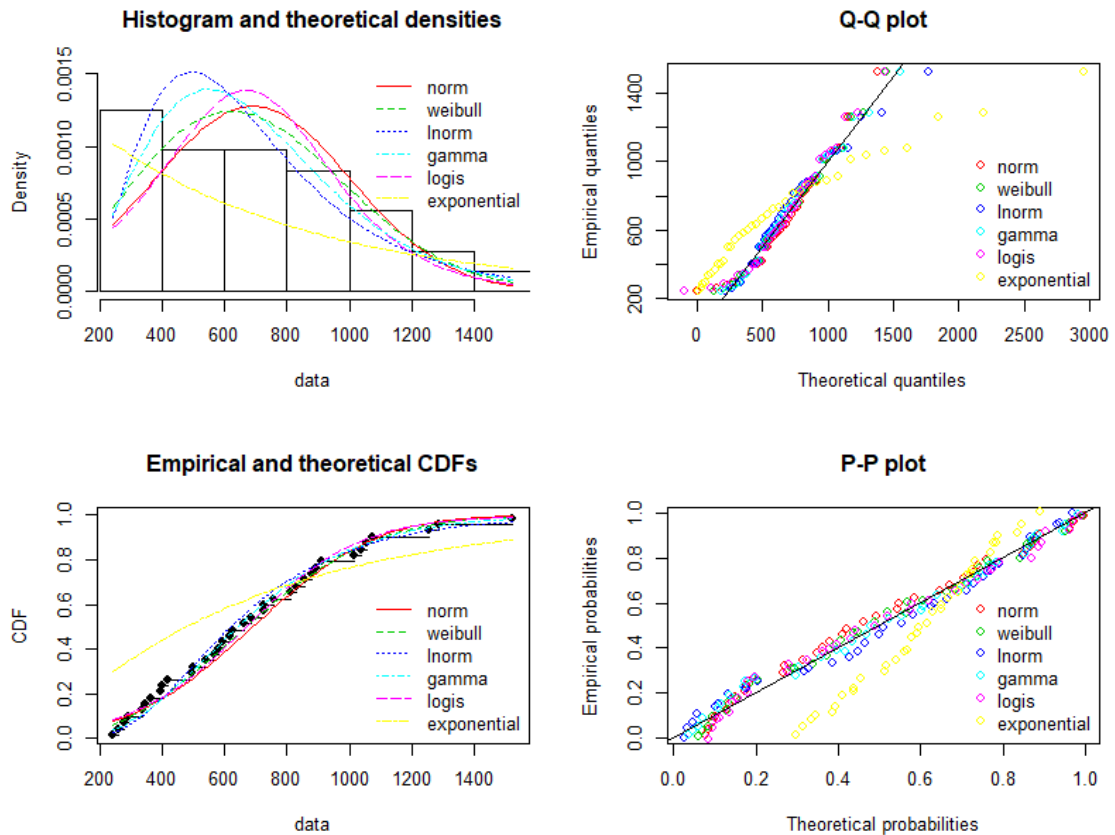 Histogram and theoretical densities
Density
0.0000 0.0005 0.0010 0.0015
norm
weibull
lnorm
gamma
logis
exponential
200 400 600 800 1000 1200 1400
data
Q-Q plot
Empirical quantiles
200 600 1000 1400
norm
weibull
lnorm
gamma
logis
exponential
0 500 1000 1500 2000 2500 3000
Theoretical quantiles
Empirical and theoretical CDFs
CDF
0.0 0.2 0.4 0.6 0.8 1.0
norm
weibull
lnorm
gamma
logis
exponential
200 400 600 800 1000 1200 1400
data
P-P plot
Empirical probabilities
0.0 0.2 0.4 0.6 0.8 1.0
norm
weibull
lnorm
gamma
logis
exponential
0.0 0.2 0.4 0.6 0.8 1.0
Theoretical probabilities